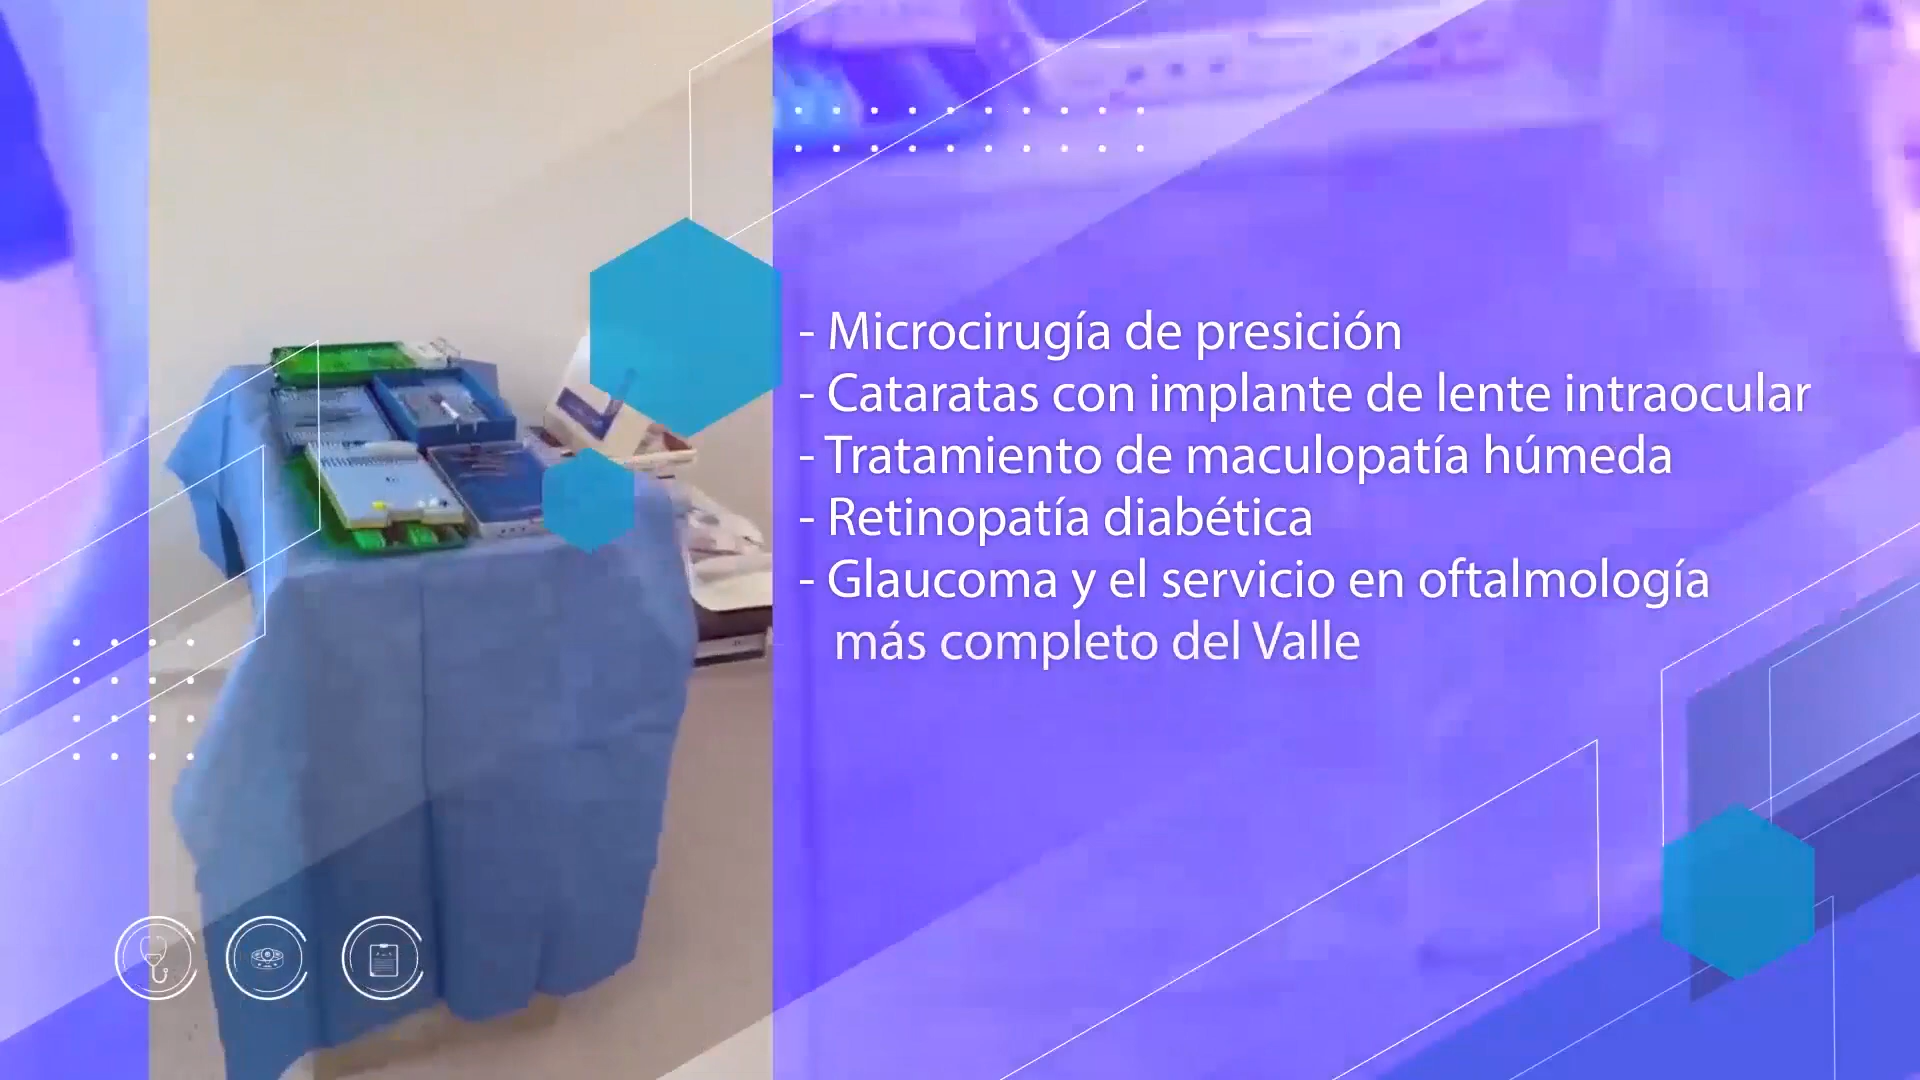 - Microcirugía de presición
- Cataratas con implante de lente intraocular
- Tratamiento de maculopatía húmeda
- Retinopatía diabética
- Glaucoma y el servicio en oftalmología
más completo del Valle